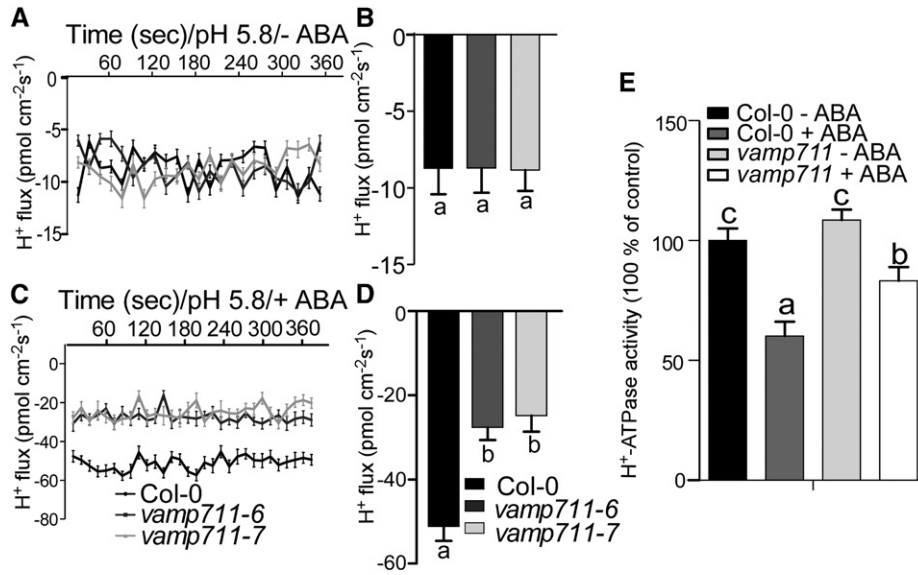 A
Time (sec)/pH 5.8/- ABA
60 120 180 240 300 360
0
-5
-10
-15
H⁺ flux (pmol cm⁻²s⁻¹)
B
0
-5
-10
-15
H⁺ flux (pmol cm⁻²s⁻¹)
a a a
C
Time (sec)/pH 5.8/+ ABA
60 120 180 240 300 360
0
-20
-40
-60
-80
H⁺ flux (pmol cm⁻²s⁻¹)
Col-0
vamp711-6
vamp711-7
D
0
-20
-40
-60
H⁺ flux (pmol cm⁻²s⁻¹)
a b b
Col-0
vamp711-6
vamp711-7
E
Col-0 - ABA
Col-0 + ABA
vamp711 - ABA
vamp711 + ABA
150
100
50
0
H⁺-ATPase activity (100 % of control)
c a c b